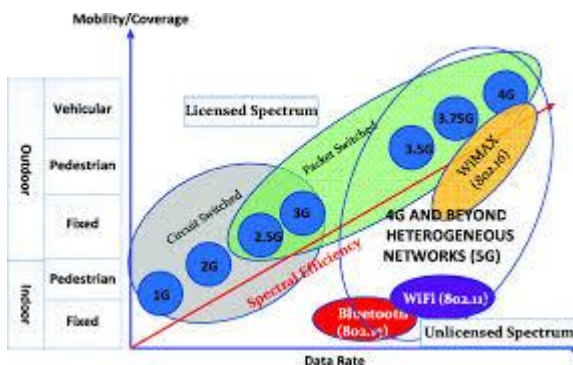 Mobility/Coverage
Licensed Spectrum
Outdoor
Vehicular
Pedestrian
Fixed
Indoor
Pedestrian
Fixed
Circuit Switched
Packet Switched
1G
2G
2.5G
3G
3.5G
3.75G
4G
WiMAX
(802.16)
Spectral Efficiency
4G AND BEYOND
HETEROGENEOUS
NETWORKS (5G)
WiFi (802.11)
Bluetooth
Unlicensed Spectrum
Data Rate